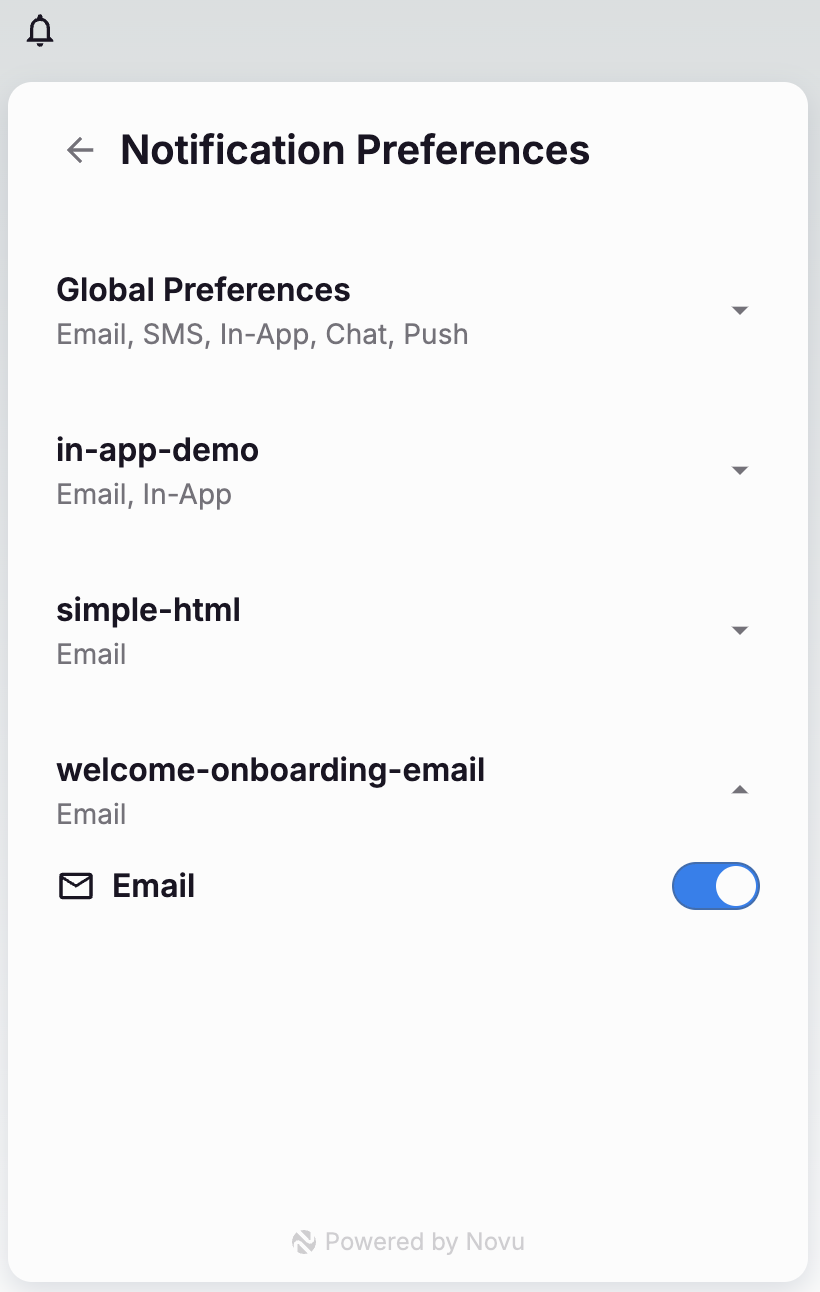 Notification Preferences
Global Preferences
Email, SMS, In-App, Chat, Push
in-app-demo
Email, In-App
simple-html
Email
welcome-onboarding-email
Email
Email
Powered by Novu